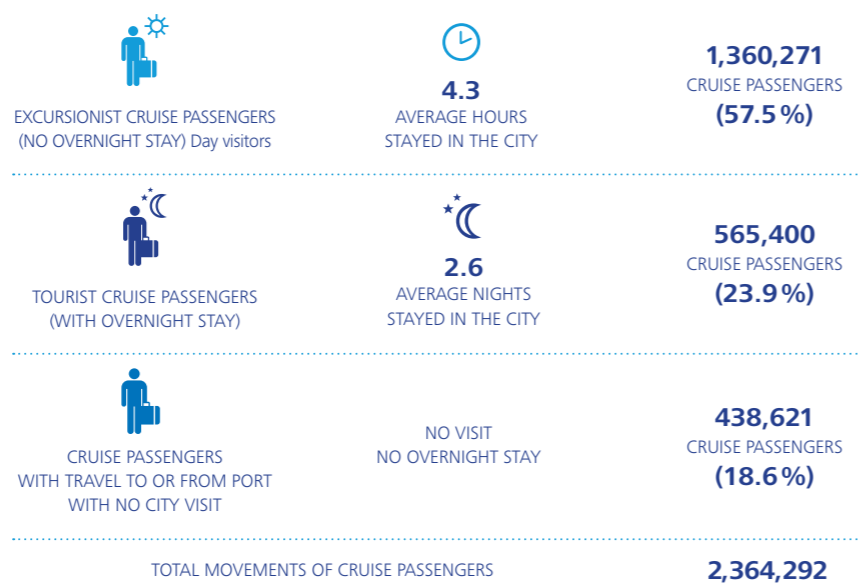 EXCURSIONIST CRUISE PASSENGERS
(NO OVERNIGHT STAY) Day visitors
4.3
AVERAGE HOURS
STAYED IN THE CITY
1,360,271
CRUISE PASSENGERS
(57.5 %)
TOURIST CRUISE PASSENGERS
(WITH OVERNIGHT STAY)
2.6
AVERAGE NIGHTS
STAYED IN THE CITY
565,400
CRUISE PASSENGERS
(23.9 %)
CRUISE PASSENGERS
WITH TRAVEL TO OR FROM PORT
WITH NO CITY VISIT
NO VISIT
NO OVERNIGHT STAY
438,621
CRUISE PASSENGERS
(18.6 %)
TOTAL MOVEMENTS OF CRUISE PASSENGERS
2,364,292